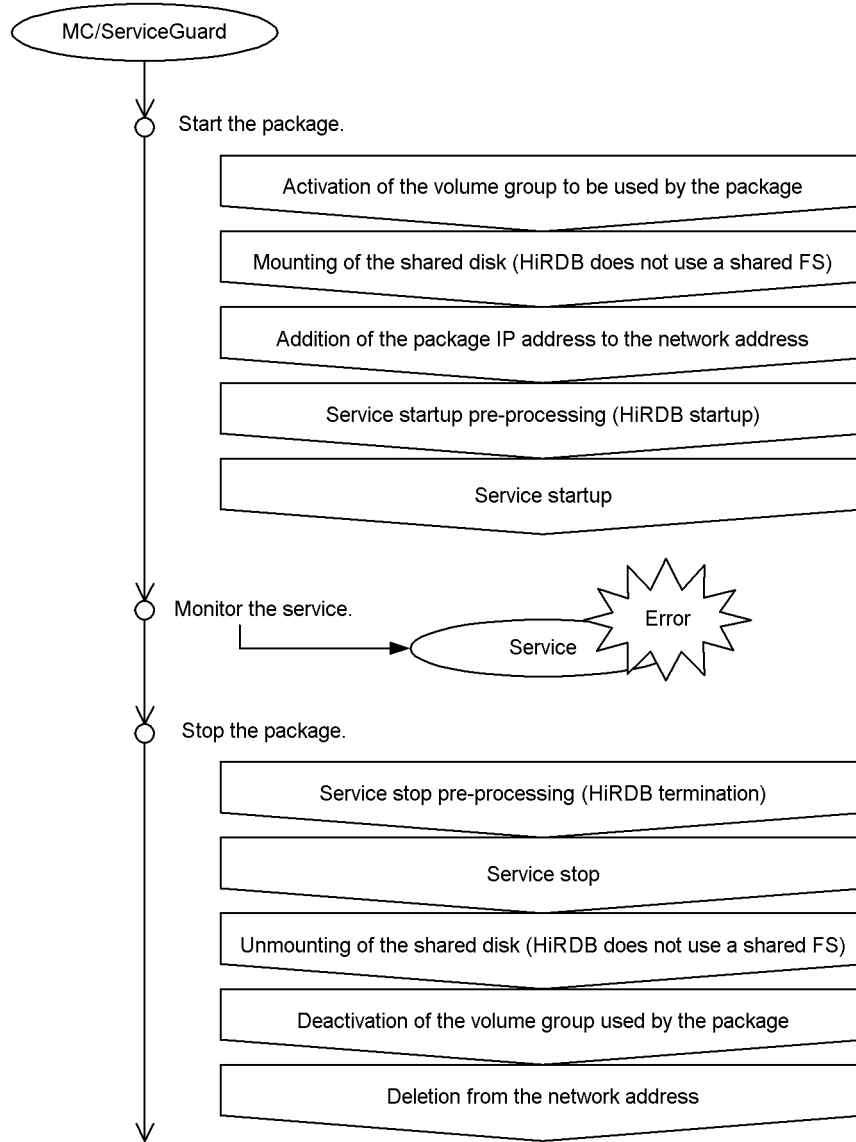 MC/ServiceGuard
Start the package.
Activation of the volume group to be used by the package
Mounting of the shared disk (HiRDB does not use a shared FS)
Addition of the package IP address to the network address
Service startup pre-processing (HiRDB startup)
Service startup
Monitor the service.
Service
Error
Stop the package.
Service stop pre-processing (HiRDB termination)
Service stop
Unmounting of the shared disk (HiRDB does not use a shared FS)
Deactivation of the volume group used by the package
Deletion from the network address